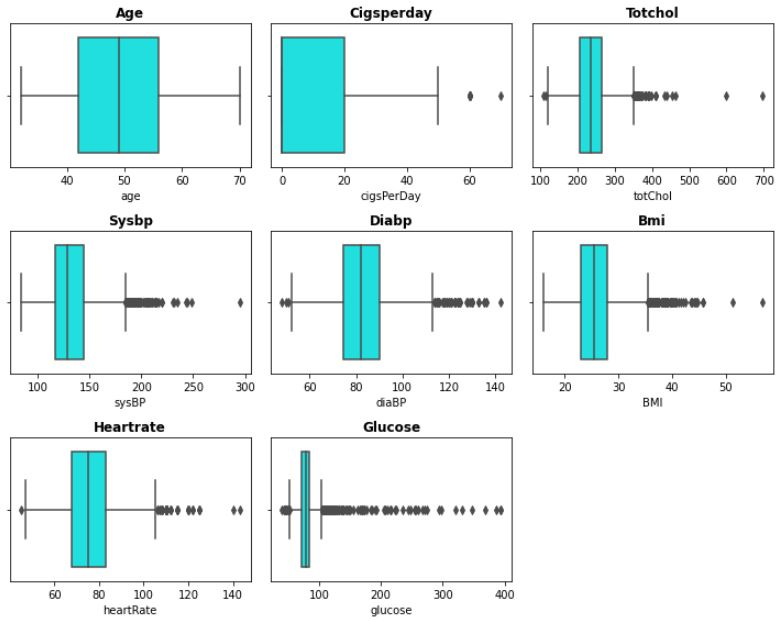 Age Cigsperday Totchol
40 50 60 70 0 20 40 60 100 200 300 400 500 600 700
age cigsPerDay totChol
Sysbp Diabp Bmi
100 150 200 250 300 60 80 100 120 140 20 30 40 50
sysBP diaBP BMI
Heartrate Glucose
60 80 100 120 140 100 200 300 400
heartRate glucose